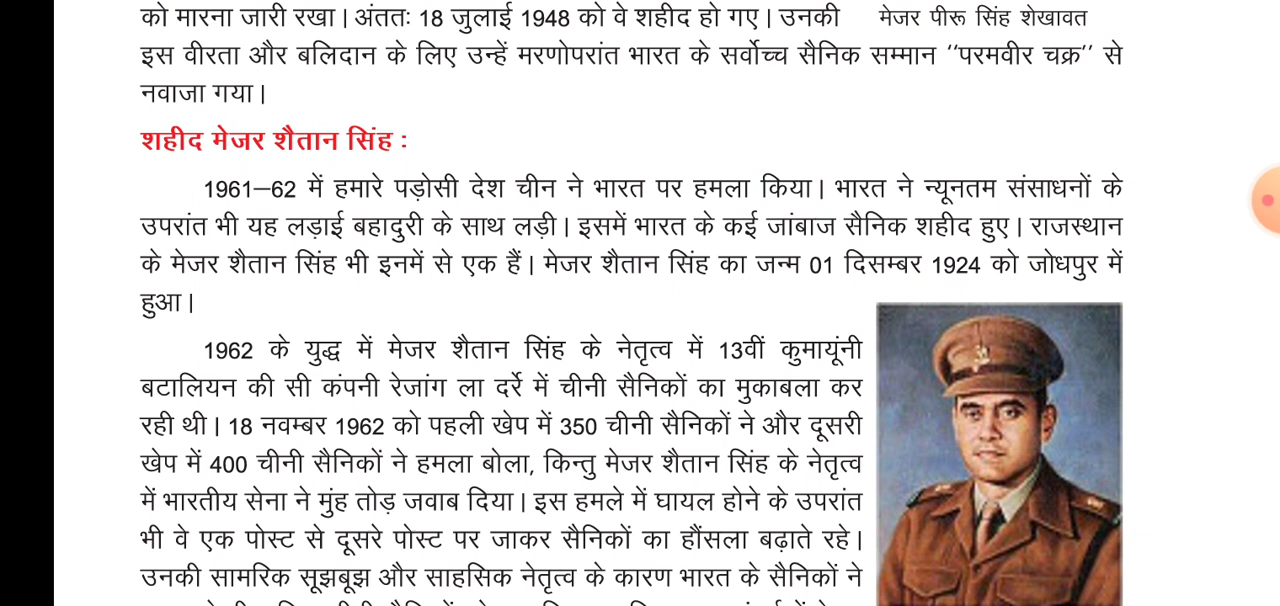 को मारना जारी रखा। अंततः 18 जुलाई 1948 को वे शहीद हो गए। उनकी
मेजर पीरू सिंह शेखावत
इस वीरता और बलिदान के लिए उन्हें मरणोपरांत भारत के सर्वोच्च सैनिक सम्मान ‘‘परमवीर चक्र’’ से
नवाजा गया।
शहीद मेजर शैतान सिंह :
1961–62 में हमारे पड़ोसी देश चीन ने भारत पर हमला किया। भारत ने न्यूनतम संसाधनों के
उपरांत भी यह लड़ाई बहादुरी के साथ लड़ी। इसमें भारत के कई जांबाज सैनिक शहीद हुए। राजस्थान
के मेजर शैतान सिंह भी इनमें से एक हैं। मेजर शैतान सिंह का जन्म 01 दिसम्बर 1924 को जोधपुर में
हुआ।
1962 के युद्ध में मेजर शैतान सिंह के नेतृत्व में 13वीं कुमायूंनी
बटालियन की सी कंपनी रेजांग ला दर्रे में चीनी सैनिकों का मुकाबला कर
रही थी। 18 नवम्बर 1962 को पहली खेप में 350 चीनी सैनिकों ने और दूसरी
खेप में 400 चीनी सैनिकों ने हमला बोला, किन्तु मेजर शैतान सिंह के नेतृत्व
में भारतीय सेना ने मुंह तोड़ जवाब दिया। इस हमले में घायल होने के उपरांत
भी वे एक पोस्ट से दूसरे पोस्ट पर जाकर सैनिकों का हौंसला बढ़ाते रहे।
उनकी सामरिक सूझबूझ और साहसिक नेतृत्व के कारण भारत के सैनिकों ने